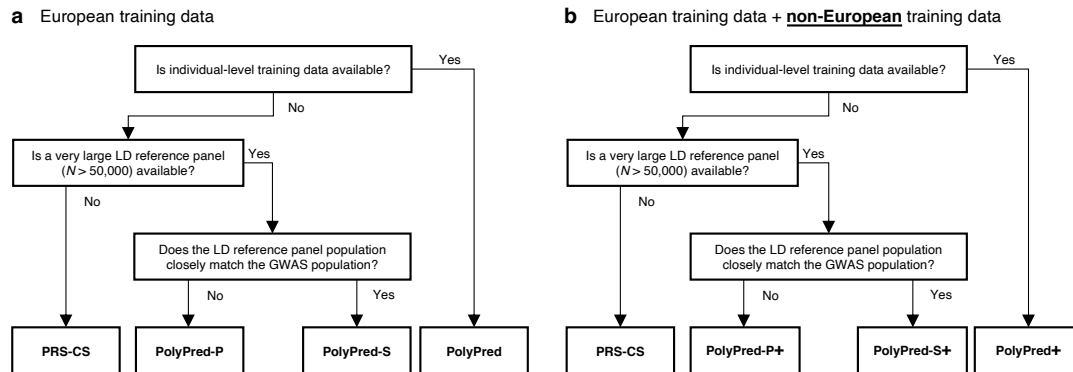 a European training data
Is individual-level training data available?
Yes
No
Is a very large LD reference panel
(N > 50,000) available?
Yes
No
Does the LD reference panel population
closely match the GWAS population?
No
Yes
PRS-CS
PolyPred-P
PolyPred-S
PolyPred
b European training data + non-European training data
Is individual-level training data available?
Yes
No
Is a very large LD reference panel
(N > 50,000) available?
Yes
No
Does the LD reference panel population
closely match the GWAS population?
No
Yes
PRS-CS
PolyPred-P+
PolyPred-S+
PolyPred+